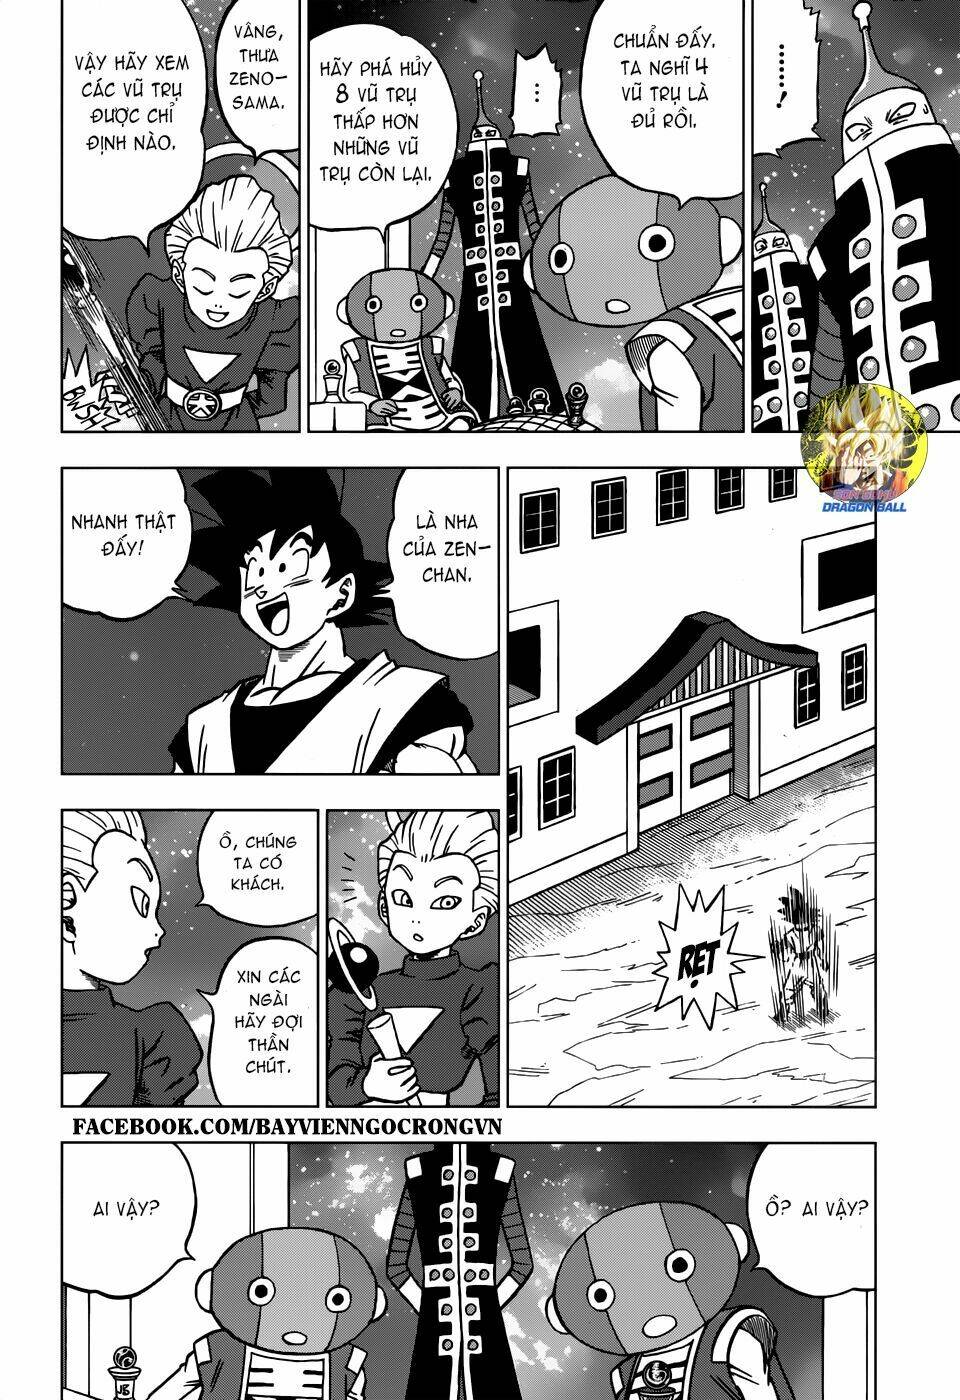 ........!
CHUẨN ĐẤY.
TA NGHĨ 4
VŨ TRỤ LÀ
ĐỦ RỒI.
...
HÃY PHÁ HỦY
8 VŨ TRỤ
THẤP HƠN
NHỮNG VŨ
TRỤ CÒN LẠI.
VÂNG,
THƯA
ZENO-
SAMA.
VẬY HÃY XEM
CÁC VŨ TRỤ
ĐƯỢC CHỈ
ĐỊNH NÀO.
SON GOKU
DRAGON BALL
RẸT
LÀ NHA
CỦA ZEN-
CHAN.
NHANH THẬT
ĐẤY!
Ồ, CHÚNG
TA CÓ
KHÁCH.
XIN CÁC
NGÀI
HÃY ĐỢI
THẦN
CHÚT.
FACEBOOK.COM/BAYVIENNGOCRONGVN
Ồ? AI VẬY?
AI VẬY?